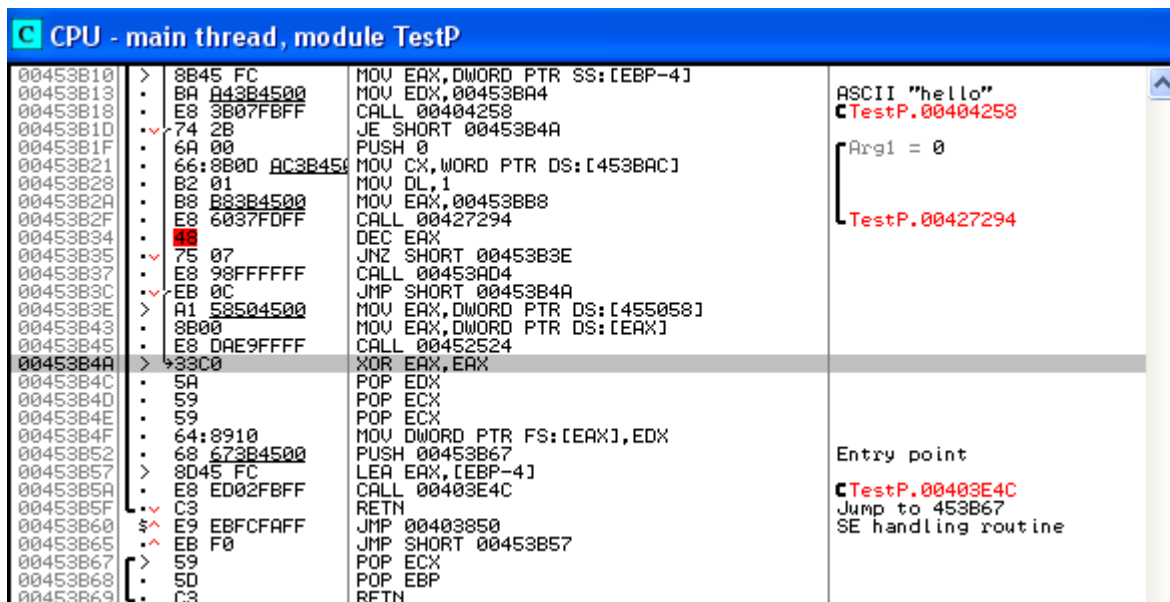 C CPU - main thread, module TestP
00453B10 > 8B45 FC MOV EAX,DWORD PTR SS:[EBP-4]
00453B13 · BA A43B4500 MOV EDX,00453BA4 ASCII "hello"
00453B18 · E8 3B07FBFF CALL 00404258 TestP.00404258
00453B1D · 74 2B JE SHORT 00453B4A
00453B1F · 6A 00 PUSH 0 Arg1 = 0
00453B21 · 66:8B0D AC3B450 MOV CX,WORD PTR DS:[453BAC]
00453B28 · B2 01 MOV DL,1
00453B2A · B8 B83B4500 MOV EAX,00453BB8
00453B2F · E8 6037FDFF CALL 00427294 TestP.00427294
00453B34 · 48 DEC EAX
00453B35 · 75 07 JNZ SHORT 00453B3E
00453B37 · E8 98FFFFFF CALL 00453AD4
00453B3C · EB 0C JMP SHORT 00453B4A
00453B3E > A1 58504500 MOV EAX,DWORD PTR DS:[455058]
00453B43 · 8B00 MOV EAX,DWORD PTR DS:[EAX]
00453B45 · E8 DAE9FFFF CALL 00452524
00453B4A > 33C0 XOR EAX,EAX
00453B4C · 5A POP EDX
00453B4D · 59 POP ECX
00453B4E · 59 POP ECX
00453B4F · 64:8910 MOV DWORD PTR FS:[EAX],EDX
00453B52 · 68 673B4500 PUSH 00453B67 Entry point
00453B57 > 8D45 FC LEA EAX,[EBP-4]
00453B5A · E8 ED02FBFF CALL 00403E4C TestP.00403E4C
00453B5F · C3 RETN Jump to 453B67
00453B60 $^ E9 EBFCFAFF JMP 00403850 SE handling routine
00453B65 ·^ EB F0 JMP SHORT 00453B57
00453B67 > 59 POP ECX
00453B68 · 5D POP EBP
00453B69 · C3 RETN